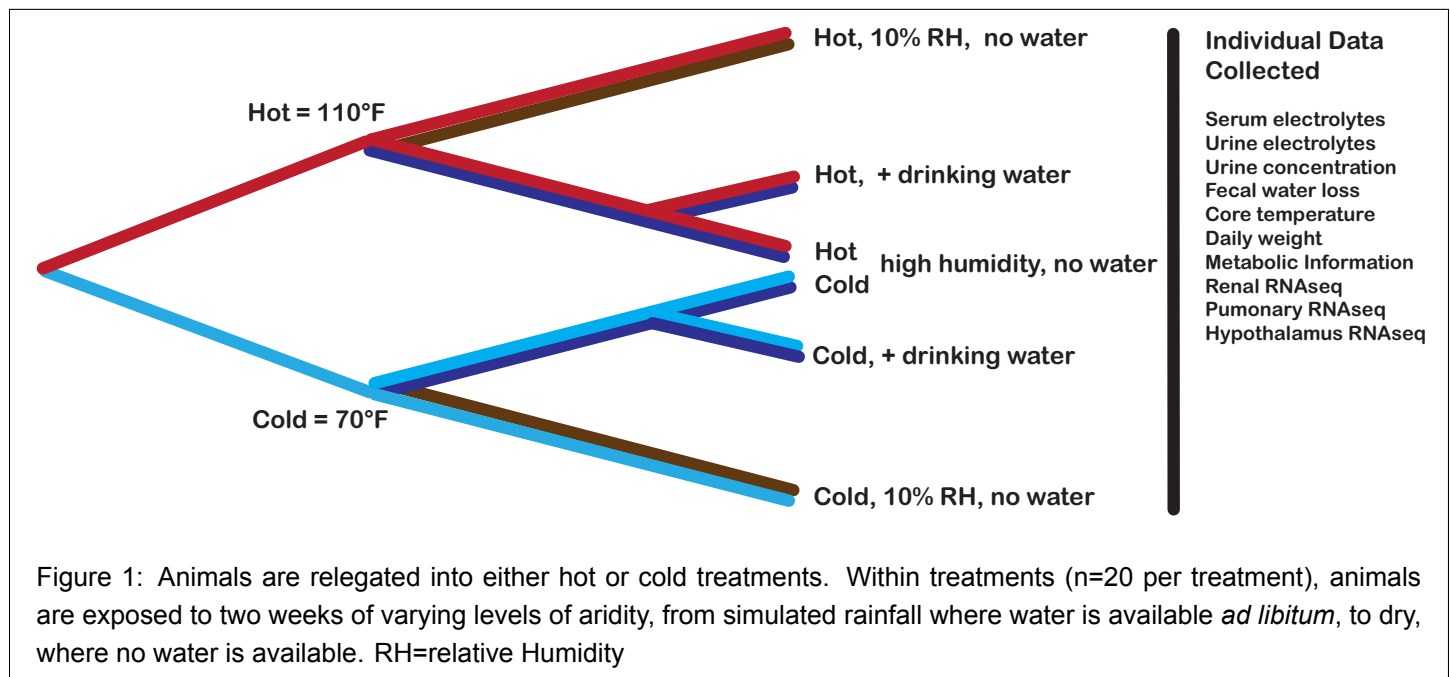 Hot, 10% RH, no water
Hot = 110°F
Hot, + drinking water
Hot
Cold
high humidity, no water
Cold, + drinking water
Cold = 70°F
Cold, 10% RH, no water
Individual Data
Collected
Serum electrolytes
Urine electrolytes
Urine concentration
Fecal water loss
Core temperature
Daily weight
Metabolic Information
Renal RNAseq
Pumonary RNAseq
Hypothalamus RNAseq
Figure 1: Animals are relegated into either hot or cold treatments. Within treatments (n=20 per treatment), animals
are exposed to two weeks of varying levels of aridity, from simulated rainfall where water is available ad libitum, to dry,
where no water is available. RH=relative Humidity